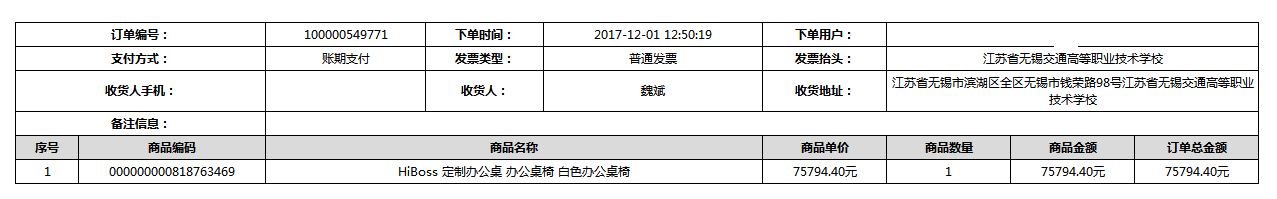 订单编号： 100000549771 下单时间： 2017-12-01 12:50:19 下单用户：
支付方式： 账期支付 发票类型： 普通发票 发票抬头： 江苏省无锡交通高等职业技术学校
收货人手机： 收货人： 魏斌 收货地址： 江苏省无锡市滨湖区全区无锡市钱荣路98号江苏省无锡交通高等职业
技术学校
备注信息：
序号 商品编码 商品名称 商品单价 商品数量 商品金额 订单总金额
1 000000000818763469 HiBoss 定制办公桌 办公桌椅 白色办公桌椅 75794.40元 1 75794.40元 75794.40元